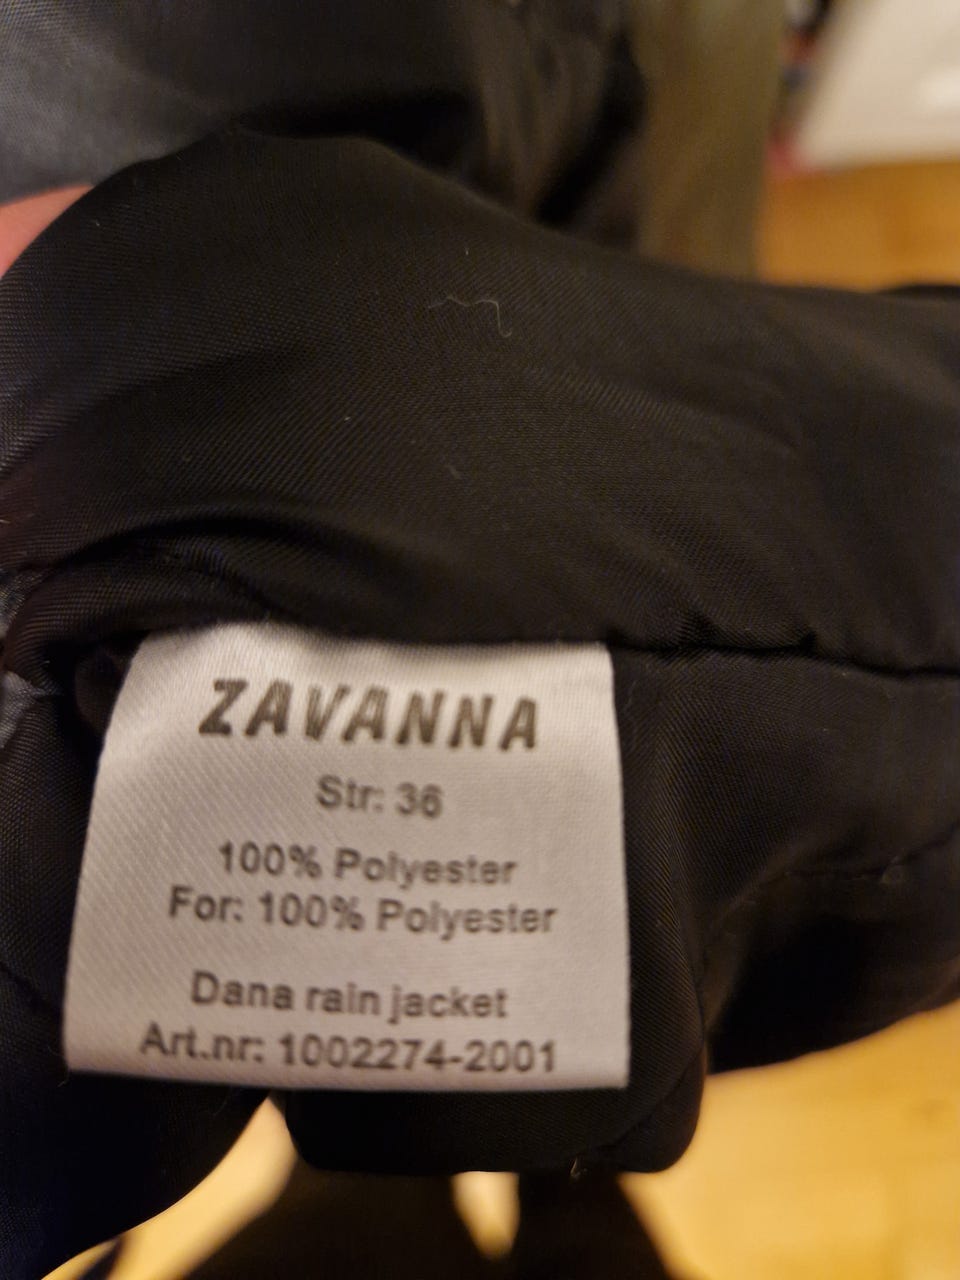 ZAVANNA
Str: 36
100% Polyester
For: 100% Polyester
Dana rain jacket
Art.nr: 1002274-2001